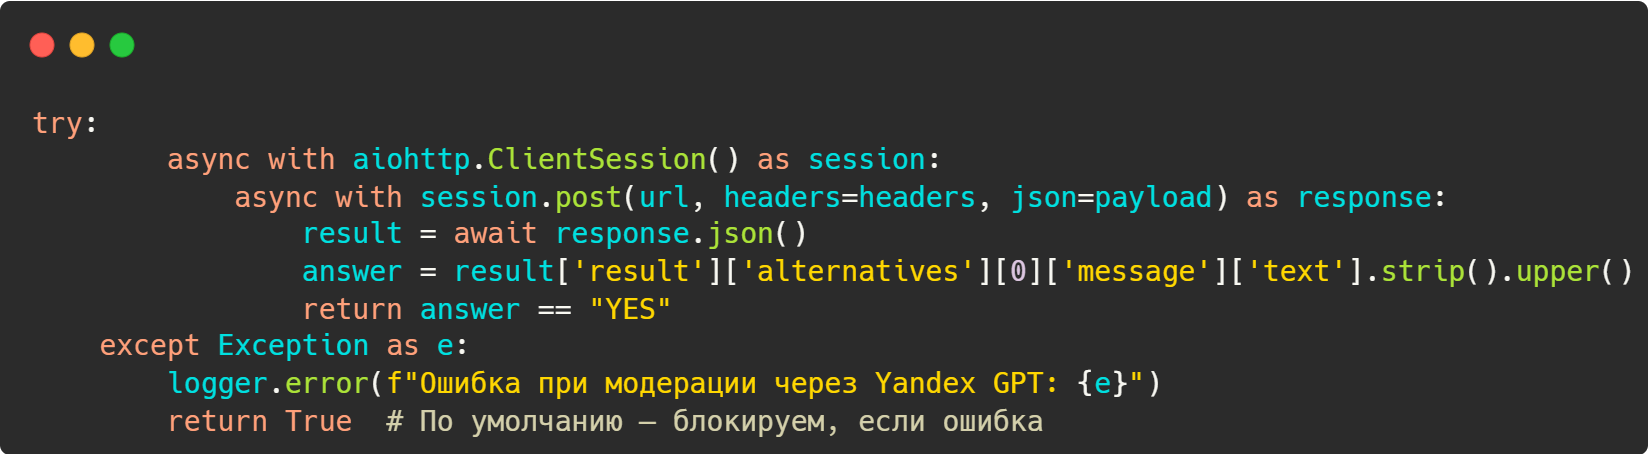 try:
        async with aiohttp.ClientSession() as session:
            async with session.post(url, headers=headers, json=payload) as response:
                result = await response.json()
                answer = result['result']['alternatives'][0]['message']['text'].strip().upper()
                return answer == "YES"
    except Exception as e:
        logger.error(f"Ошибка при модерации через Yandex GPT: {e}")
        return True  # По умолчанию — блокируем, если ошибка